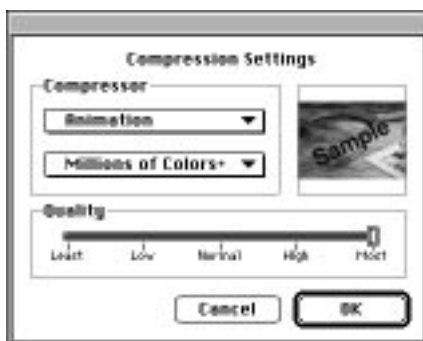 Compression Settings
Compressor
Animation
Millions of Colors+
Sample
Quality
Least Low Normal High Most
Cancel OK